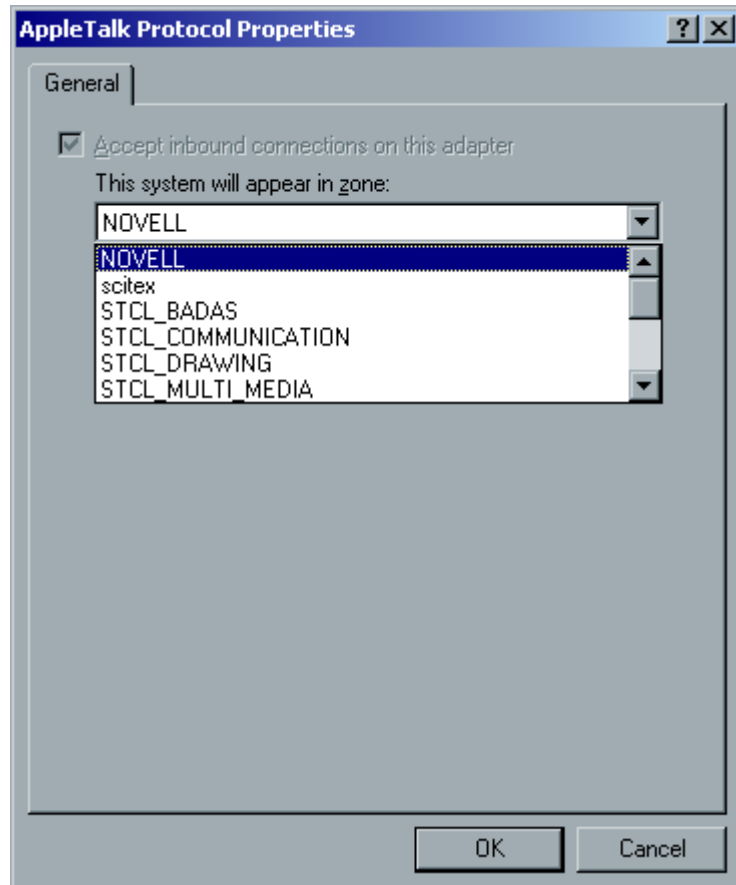 AppleTalk Protocol Properties
General
Accept inbound connections on this adapter
This system will appear in zone:
NOVELL
NOVELL
scitex
STCL_BADAS
STCL_COMMUNICATION
STCL_DRAWING
STCL_MULTI_MEDIA
OK Cancel